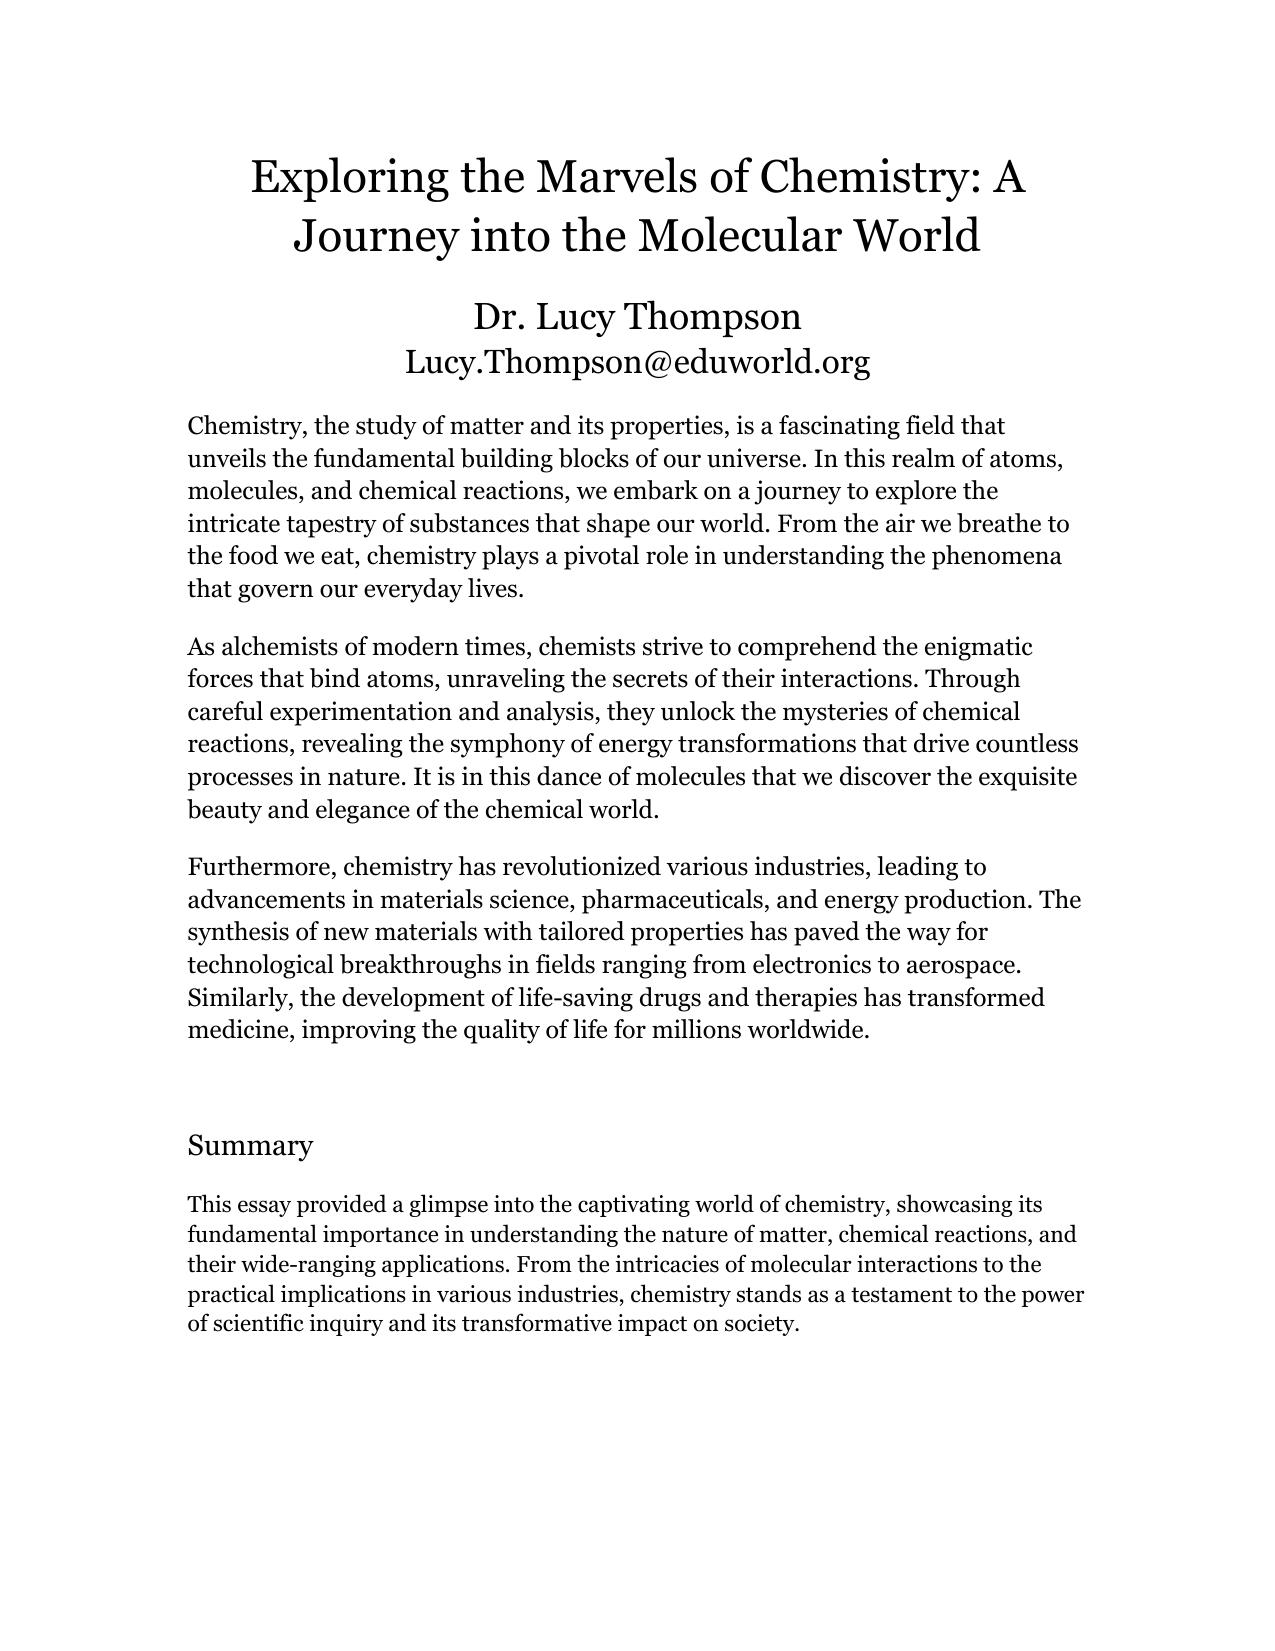 Exploring the Marvels of Chemistry: A
Journey into the Molecular World
Dr. Lucy Thompson
Lucy.Thompson@eduworld.org
Chemistry, the study of matter and its properties, is a fascinating field that
unveils the fundamental building blocks of our universe. In this realm of atoms,
molecules, and chemical reactions, we embark on a journey to explore the
intricate tapestry of substances that shape our world. From the air we breathe to
the food we eat, chemistry plays a pivotal role in understanding the phenomena
that govern our everyday lives.
As alchemists of modern times, chemists strive to comprehend the enigmatic
forces that bind atoms, unraveling the secrets of their interactions. Through
careful experimentation and analysis, they unlock the mysteries of chemical
reactions, revealing the symphony of energy transformations that drive countless
processes in nature. It is in this dance of molecules that we discover the exquisite
beauty and elegance of the chemical world.
Furthermore, chemistry has revolutionized various industries, leading to
advancements in materials science, pharmaceuticals, and energy production. The
synthesis of new materials with tailored properties has paved the way for
technological breakthroughs in fields ranging from electronics to aerospace.
Similarly, the development of life-saving drugs and therapies has transformed
medicine, improving the quality of life for millions worldwide.
Summary
This essay provided a glimpse into the captivating world of chemistry, showcasing its
fundamental importance in understanding the nature of matter, chemical reactions, and
their wide-ranging applications. From the intricacies of molecular interactions to the
practical implications in various industries, chemistry stands as a testament to the power
of scientific inquiry and its transformative impact on society.